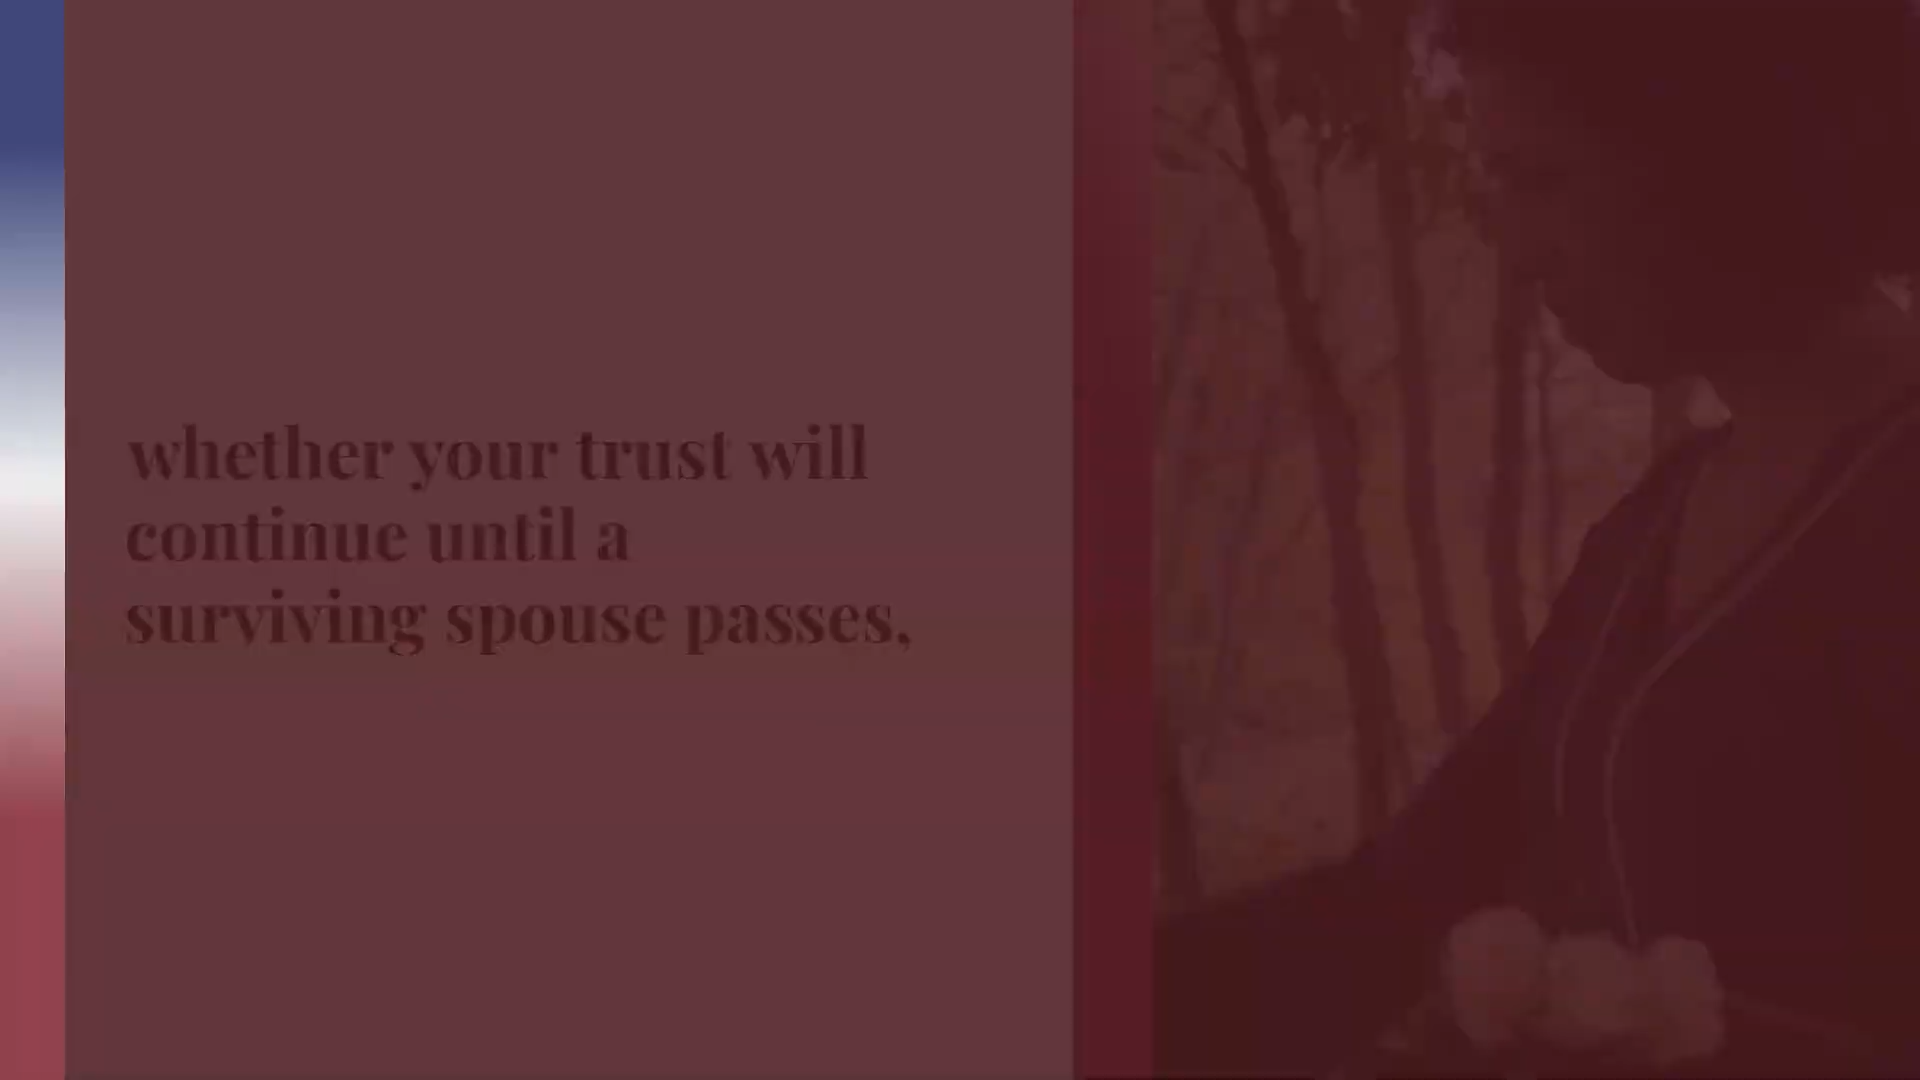 whether your trust will
continue until a
surviving spouse passes,